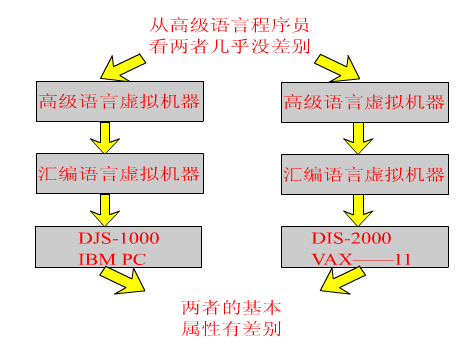 从高级语言程序员
看两者几乎没差别
高级语言虚拟机器
高级语言虚拟机器
汇编语言虚拟机器
汇编语言虚拟机器
DJS-1000
IBM PC
DIS-2000
VAX——11
两者的基本
属性有差别